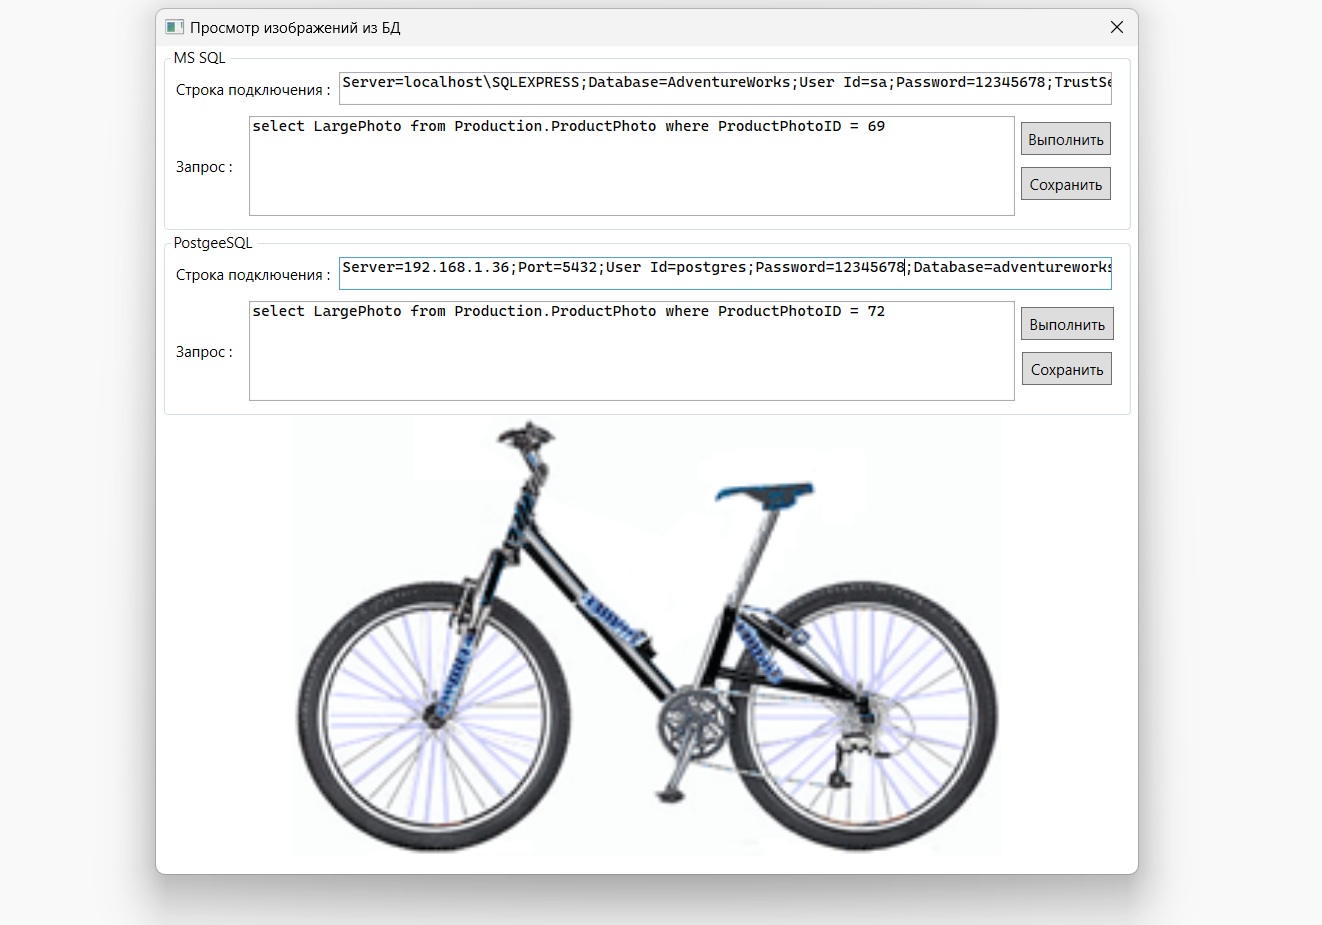 Просмотр изображений из БД
MS SQL
Строка подключения :
Server=localhost\SQLEXPRESS;Database=AdventureWorks;User Id=sa;Password=12345678;TrustSe
select LargePhoto from Production.ProductPhoto where ProductPhotoID = 69
Запрос :
Выполнить
Сохранить
PostgeeSQL
Строка подключения :
Server=192.168.1.36;Port=5432;User Id=postgres;Password=12345678;Database=adventureworks
select LargePhoto from Production.ProductPhoto where ProductPhotoID = 72
Запрос :
Выполнить
Сохранить